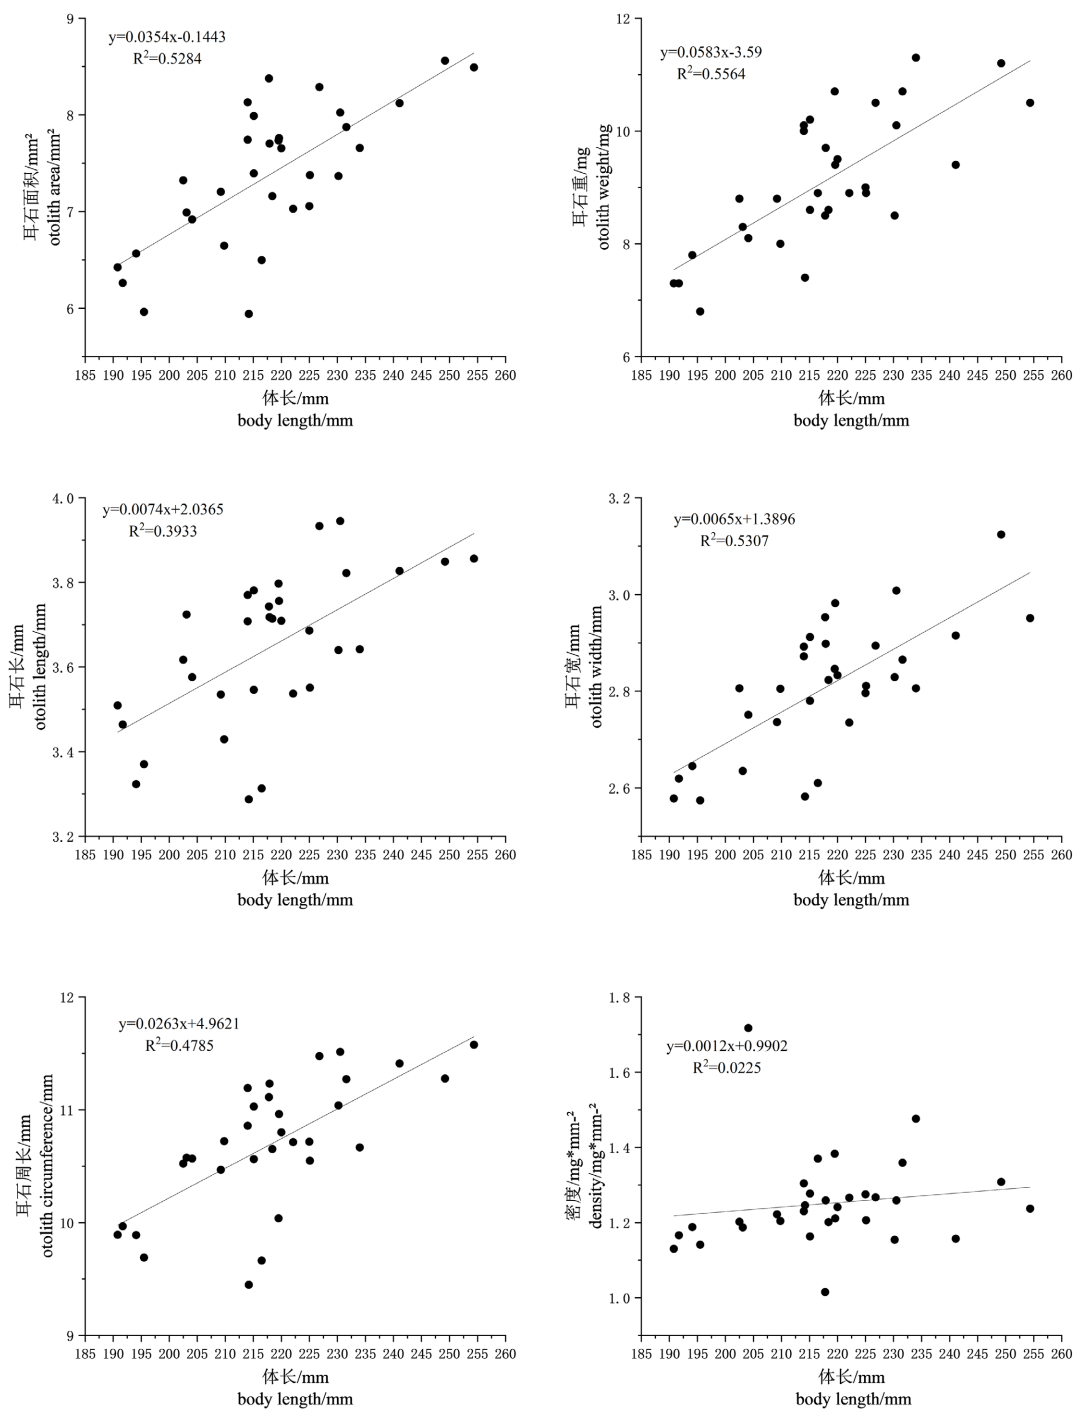 y=0.0354x-0.1443
R²=0.5284
9
8
7
6
耳石面积/mm²
otolith area/mm²
185 190 195 200 205 210 215 220 225 230 235 240 245 250 255 260
体长/mm
body length/mm
y=0.0583x-3.59
R²=0.5564
12
10
8
6
耳石重/mg
otolith weight/mg
185 190 195 200 205 210 215 220 225 230 235 240 245 250 255 260
体长/mm
body length/mm
y=0.0074x+2.0365
R²=0.3933
4.0
3.8
3.6
3.4
3.2
耳石长/mm
otolith length/mm
185 190 195 200 205 210 215 220 225 230 235 240 245 250 255 260
体长/mm
body length/mm
y=0.0065x+1.3896
R²=0.5307
3.2
3.0
2.8
2.6
耳石宽/mm
otolith width/mm
185 190 195 200 205 210 215 220 225 230 235 240 245 250 255 260
体长/mm
body length/mm
y=0.0263x+4.9621
R²=0.4785
12
11
10
9
耳石周长/mm
otolith circumference/mm
185 190 195 200 205 210 215 220 225 230 235 240 245 250 255 260
体长/mm
body length/mm
y=0.0012x+0.9902
R²=0.0225
1.8
1.6
1.4
1.2
1.0
密度/mg*mm-²
density/mg*mm-²
185 190 195 200 205 210 215 220 225 230 235 240 245 250 255 260
体长/mm
body length/mm